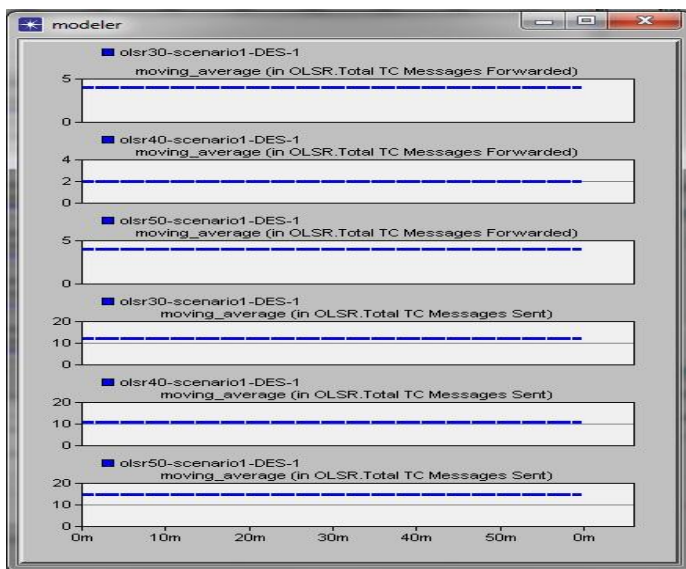 modeler
olsr30-scenario1-DES-1
moving_average (in OLSR.Total TC Messages Forwarded)
5
0
olsr40-scenario1-DES-1
moving_average (in OLSR.Total TC Messages Forwarded)
4
2
0
olsr50-scenario1-DES-1
moving_average (in OLSR.Total TC Messages Forwarded)
5
0
olsr30-scenario1-DES-1
moving_average (in OLSR.Total TC Messages Sent)
20
10
0
olsr40-scenario1-DES-1
moving_average (in OLSR.Total TC Messages Sent)
20
10
0
olsr50-scenario1-DES-1
moving_average (in OLSR.Total TC Messages Sent)
20
10
0
0m 10m 20m 30m 40m 50m 0m